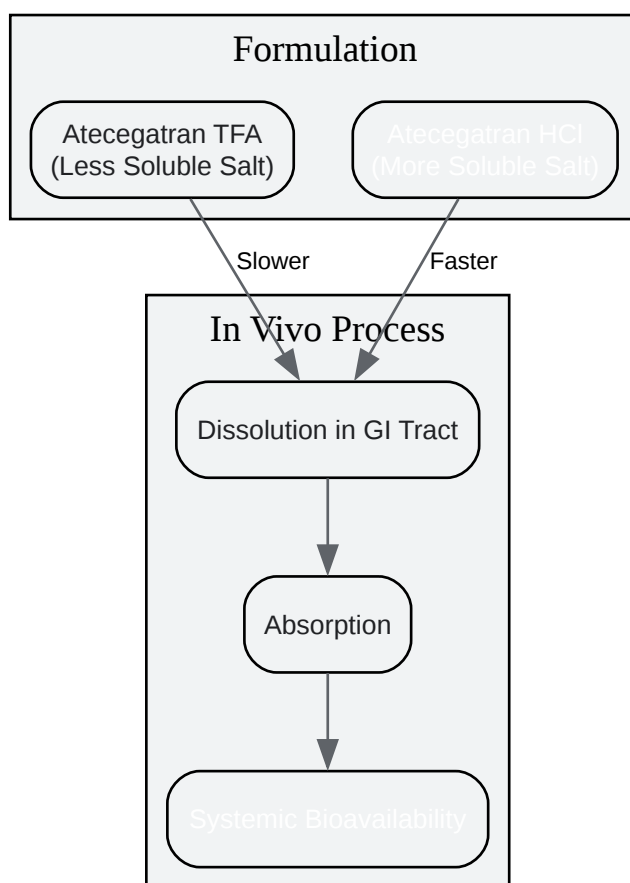 Formulation
Atecegatran TFA
(Less Soluble Salt)
Atecegatran HCl
(More Soluble Salt)
Slower
Faster
In Vivo Process
Dissolution in GI Tract
Absorption
Systemic Bioavailability